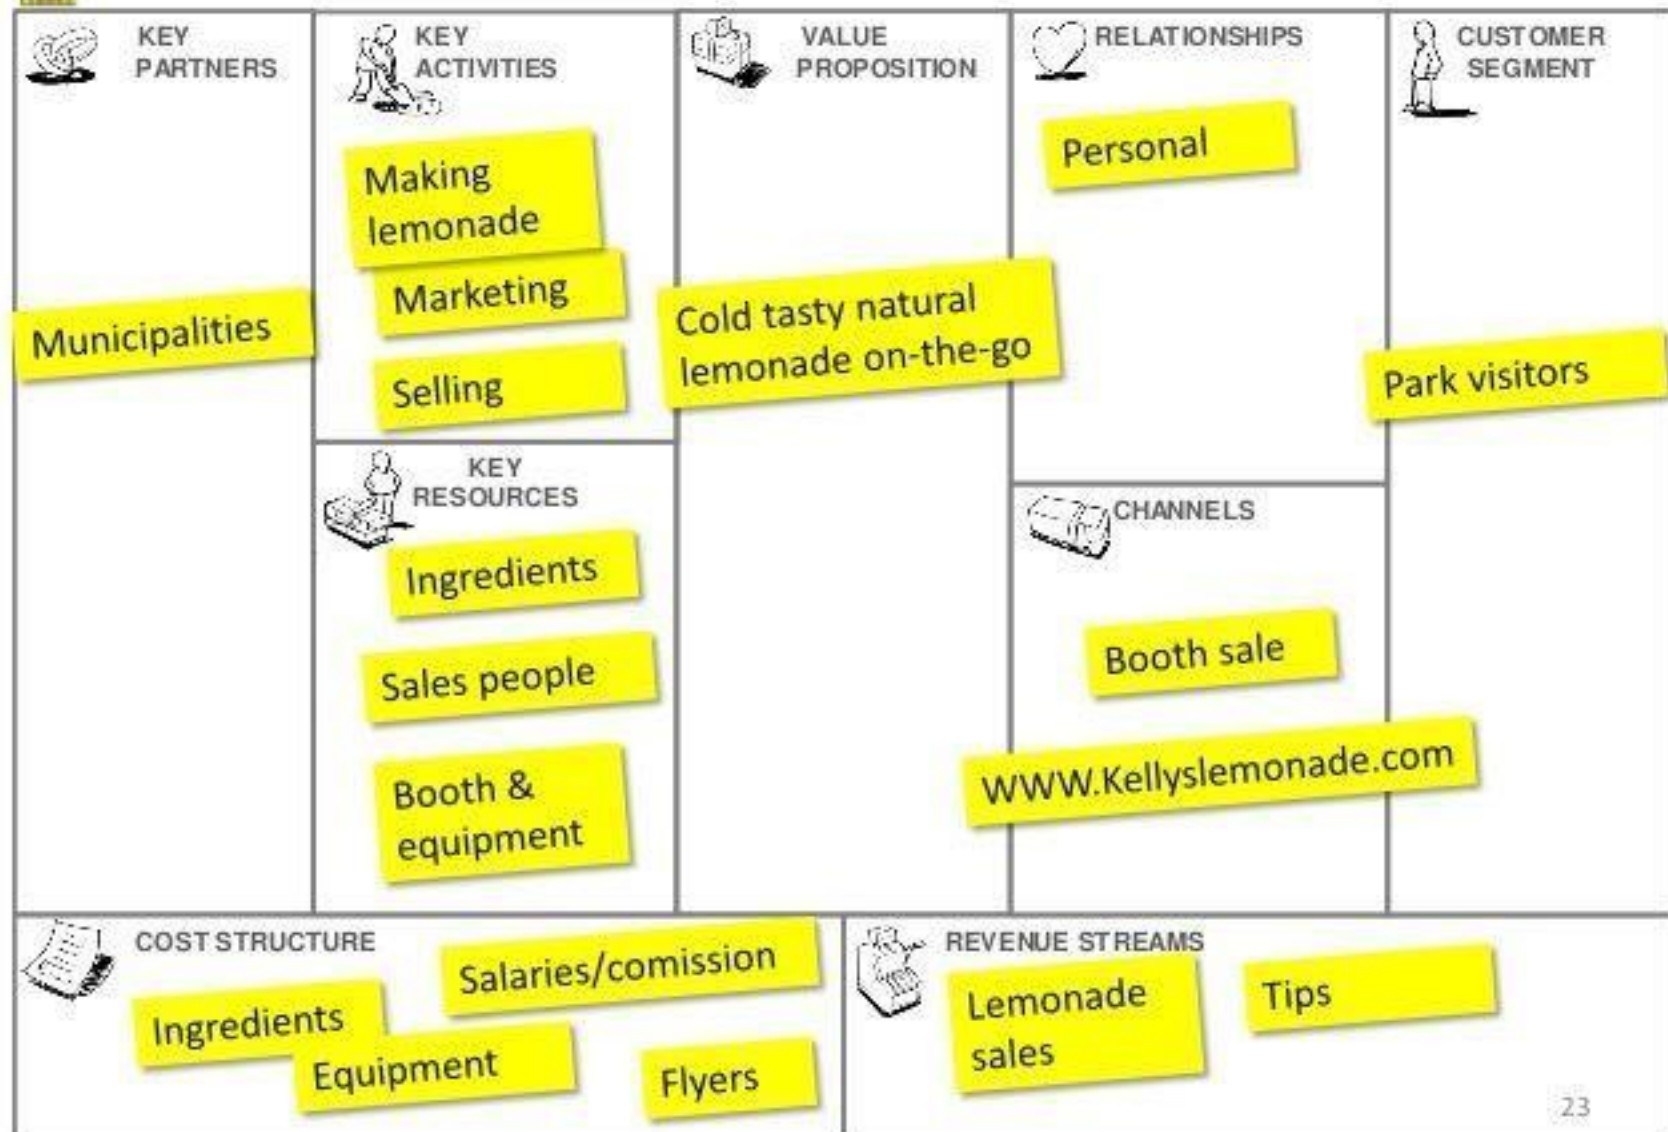 KEY
PARTNERS
Municipalities
KEY
ACTIVITIES
Making
lemonade
Marketing
Selling
KEY
RESOURCES
Ingredients
Sales people
Booth &
equipment
VALUE
PROPOSITION
Cold tasty natural
lemonade on-the-go
RELATIONSHIPS
Personal
CHANNELS
Booth sale
WWW.Kellyslemonade.com
CUSTOMER
SEGMENT
Park visitors
COST STRUCTURE
Salaries/comission
Ingredients
Equipment
Flyers
REVENUE STREAMS
Lemonade
sales
Tips
23